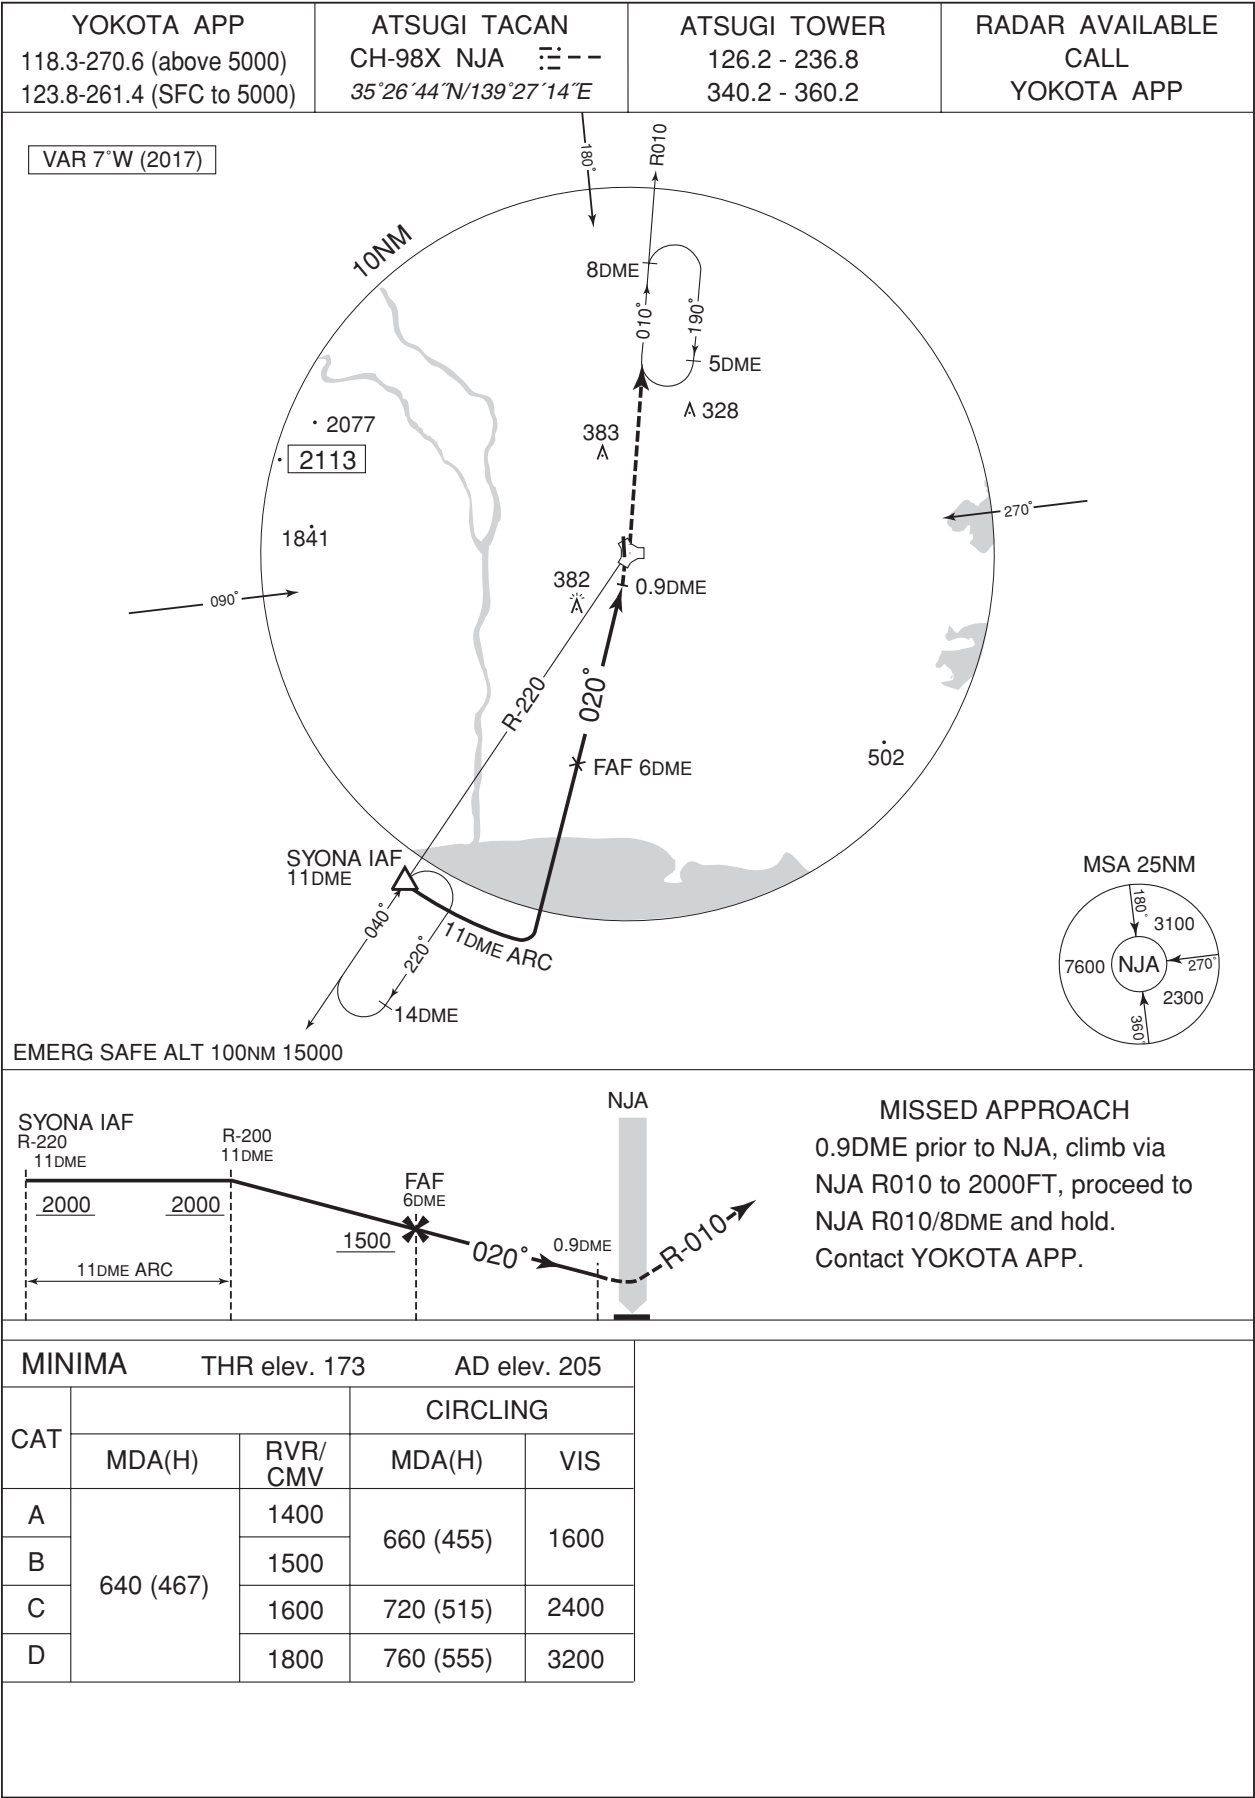 YOKOTA APP
118.3-270.6 (above 5000)
123.8-261.4 (SFC to 5000)
ATSUGI TACAN
CH-98X NJA
35°26´44˝N/139°27´14˝E
ATSUGI TOWER
126.2 - 236.8
340.2 - 360.2
RADAR AVAILABLE
CALL
YOKOTA APP
VAR 7°W (2017)
180°
R010
10NM
8DME
010°
190°
5DME
328
383
2077
2113
1841
270°
090°
382
0.9DME
R-220
020°
FAF 6DME
502
SYONA IAF
11DME
040°
220°
11DME ARC
14DME
MSA 25NM
180°
3100
7600
NJA
270°
2300
360°
EMERG SAFE ALT 100NM 15000
SYONA IAF
R-220
11DME
R-200
11DME
FAF
6DME
NJA
2000
2000
1500
020°
0.9DME
R-010
11DME ARC
MISSED APPROACH
0.9DME prior to NJA, climb via
NJA R010 to 2000FT, proceed to
NJA R010/8DME and hold.
Contact YOKOTA APP.
MINIMA THR elev. 173 AD elev. 205
CAT
CIRCLING
MDA(H)
RVR/
CMV
MDA(H)
VIS
A
1400
660 (455)
1600
B
1500
640 (467)
C
1600
720 (515)
2400
D
1800
760 (555)
3200